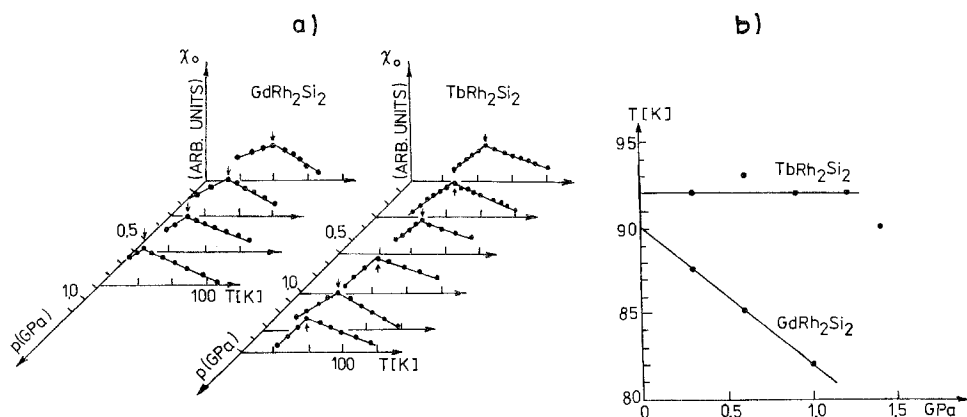 a)
χ₀
(ARB. UNITS)
GdRh₂Si₂
0,5
1,0
p(GPa)
100
T[K]
χ₀
(ARB. UNITS)
TbRh₂Si₂
0,5
1,0
p(GPa)
100
T[K]
b)
T[K]
95
TbRh₂Si₂
90
85
GdRh₂Si₂
80
0
0.5
1.0
1.5
GPa